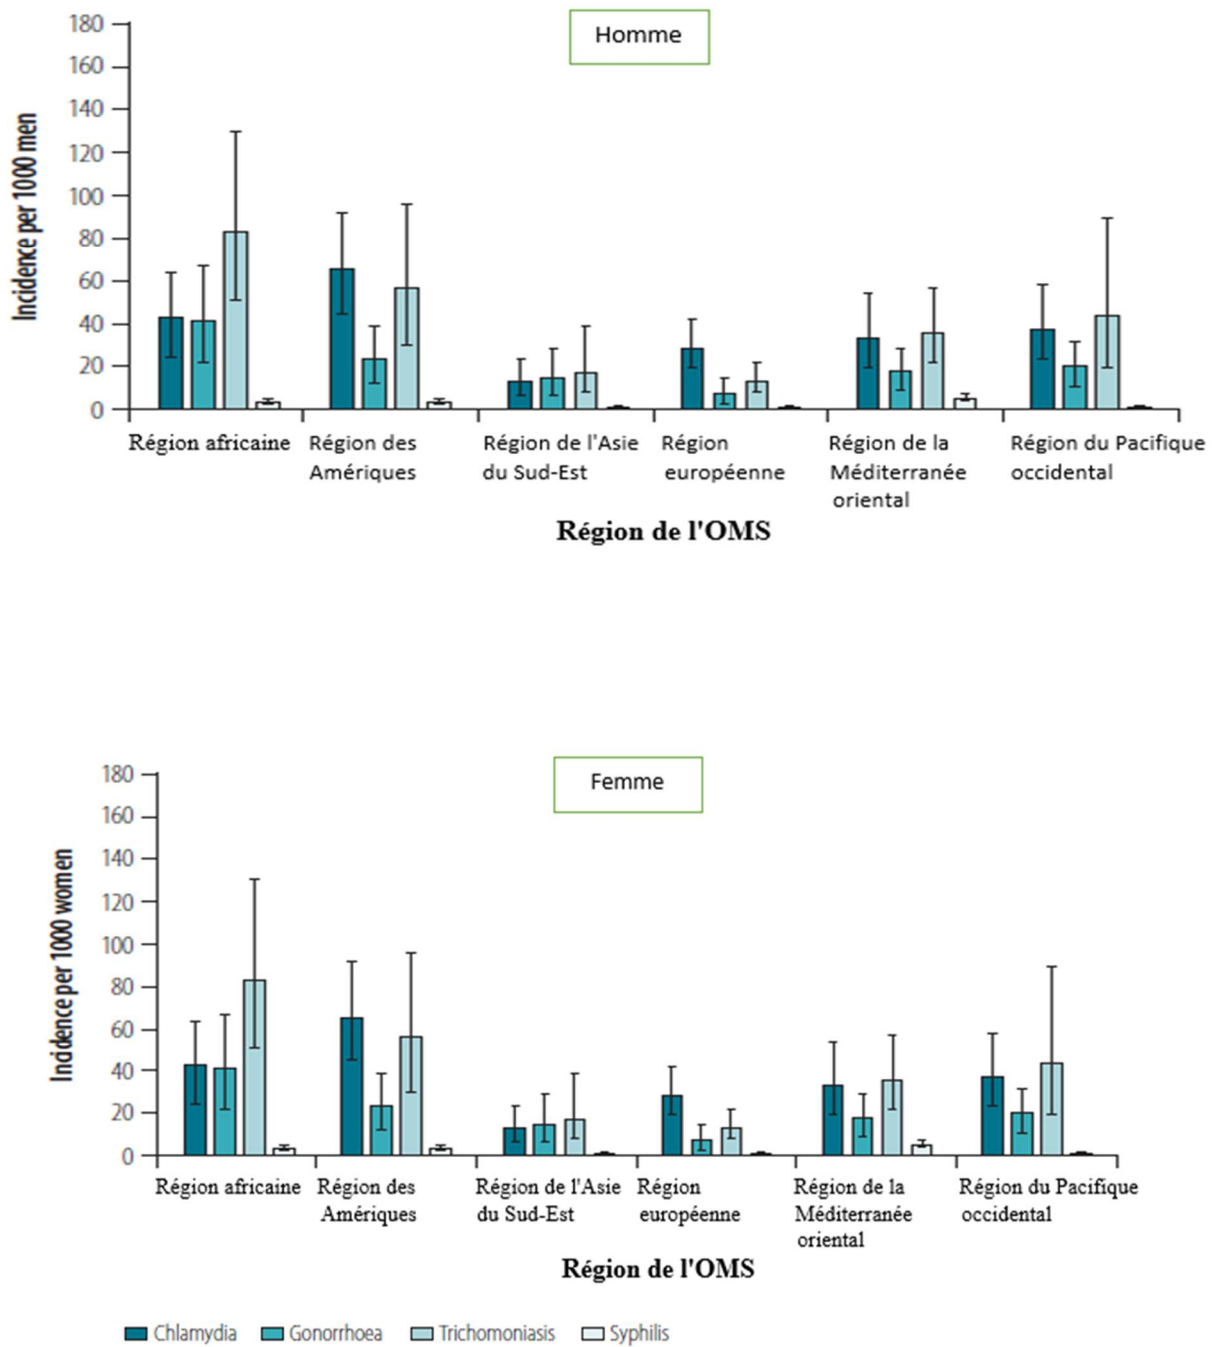 Homme
Incidence per 1000 men
180
160
140
120
100
80
60
40
20
0
Région africaine
Région des
Amériques
Région de l'Asie
du Sud-Est
Région
européenne
Région de la
Méditerranée
oriental
Région du Pacifique
occidental
Région de l'OMS
Femme
Incidence per 1000 women
180
160
140
120
100
80
60
40
20
0
Région africaine
Région des
Amériques
Région de l'Asie
du Sud-Est
Région
européenne
Région de la
Méditerranée
oriental
Région du Pacifique
occidental
Région de l'OMS
Chlamydia
Gonorrhoea
Trichomoniasis
Syphilis